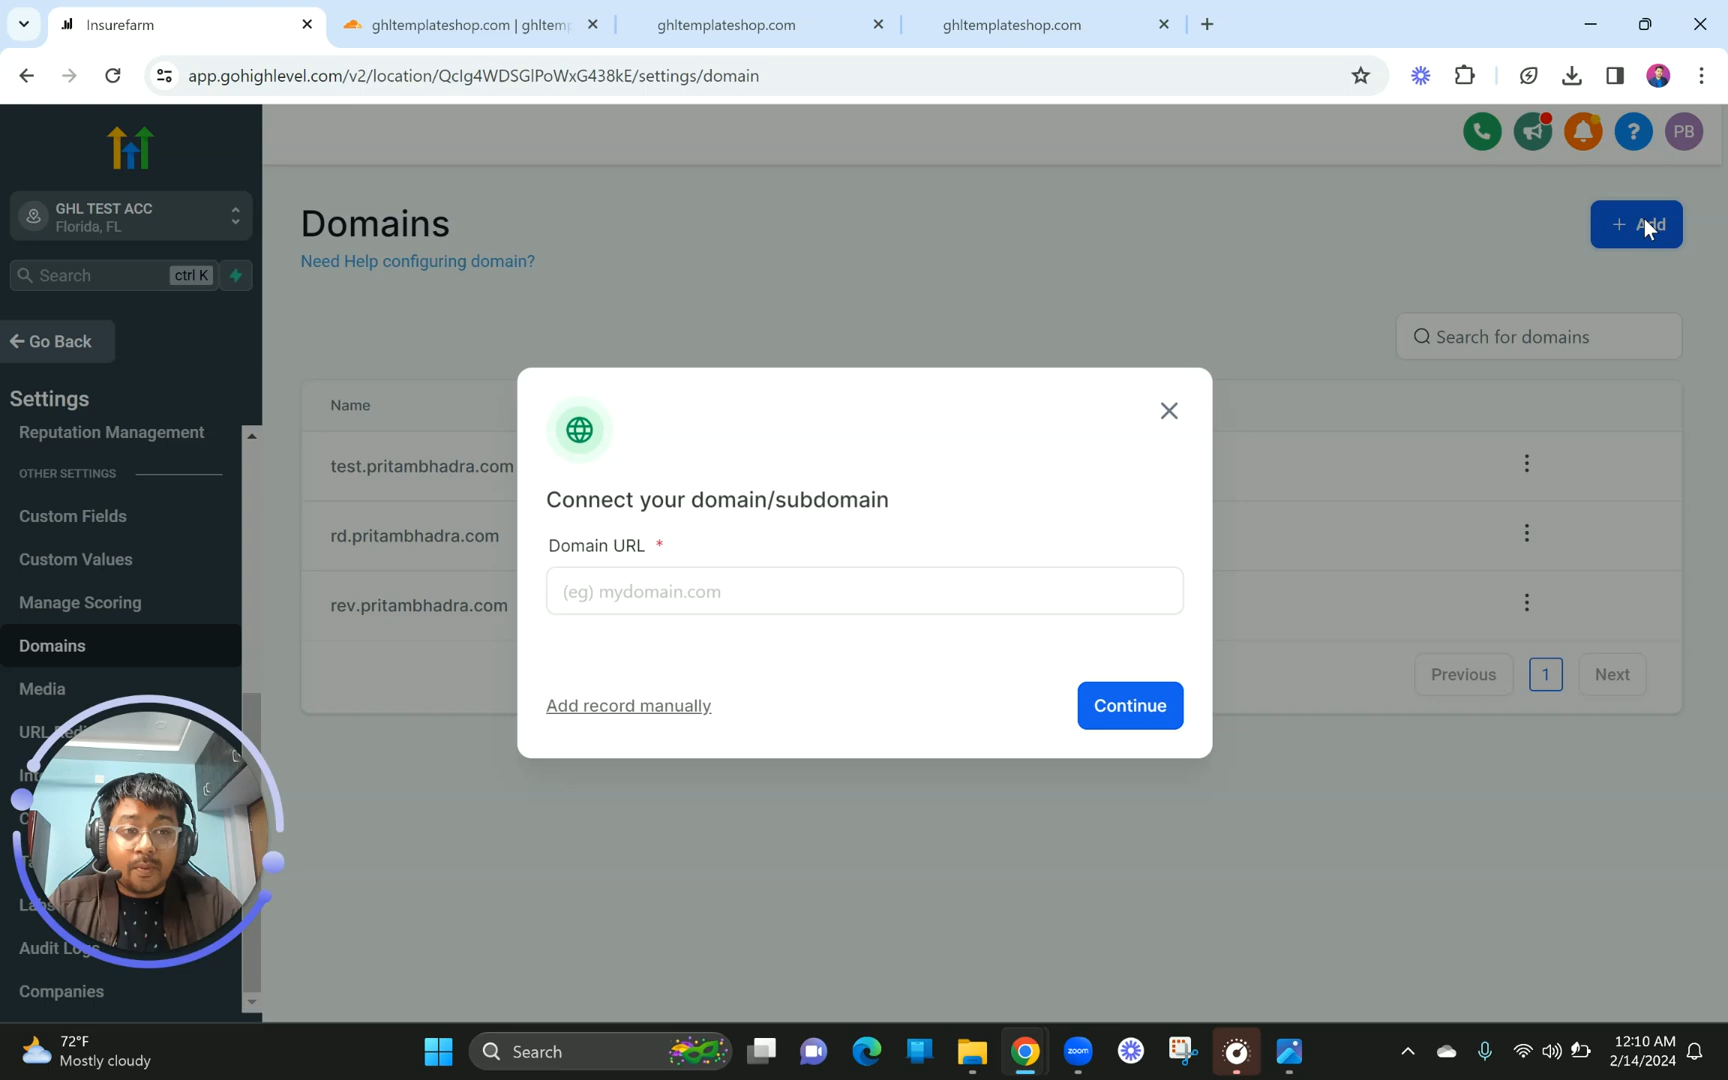 Insurefarm
ghltemplateshop.com | ghltemp
ghltemplateshop.com
ghltemplateshop.com
app.gohighlevel.com/v2/location/QcIg4WDSGIPoWxG438kE/settings/domain
GHL TEST ACC
Florida, FL
Search
ctrl K
Go Back
Settings
Reputation Management
OTHER SETTINGS
Custom Fields
Custom Values
Manage Scoring
Domains
Media
Audit Logs
Companies
PB
Domains
Need Help configuring domain?
+ Add
Search for domains
Name
test.pritambhadra.com
rd.pritambhadra.com
rev.pritambhadra.com
Previous
1
Next
Connect your domain/subdomain
Domain URL *
(eg) mydomain.com
Add record manually
Continue
72°F
Mostly cloudy
Search
zoom
12:10 AM
2/14/2024